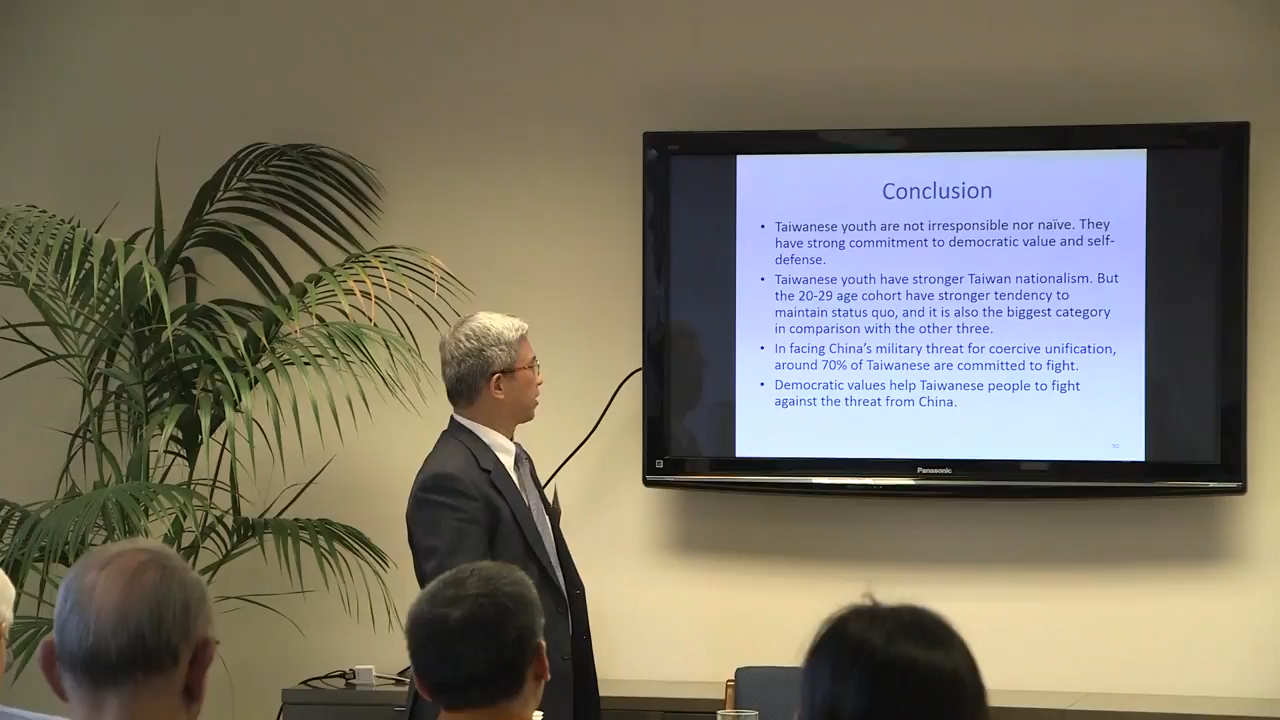 Conclusion
• Taiwanese youth are not irresponsible nor naïve. They
have strong commitment to democratic value and self-
defense.
• Taiwanese youth have stronger Taiwan nationalism. But
the 20-29 age cohort have stronger tendency to
maintain status quo, and it is also the biggest category
in comparison with the other three.
• In facing China's military threat for coercive unification,
around 70% of Taiwanese are committed to fight.
• Democratic values help Taiwanese people to fight
against the threat from China.
Panasonic